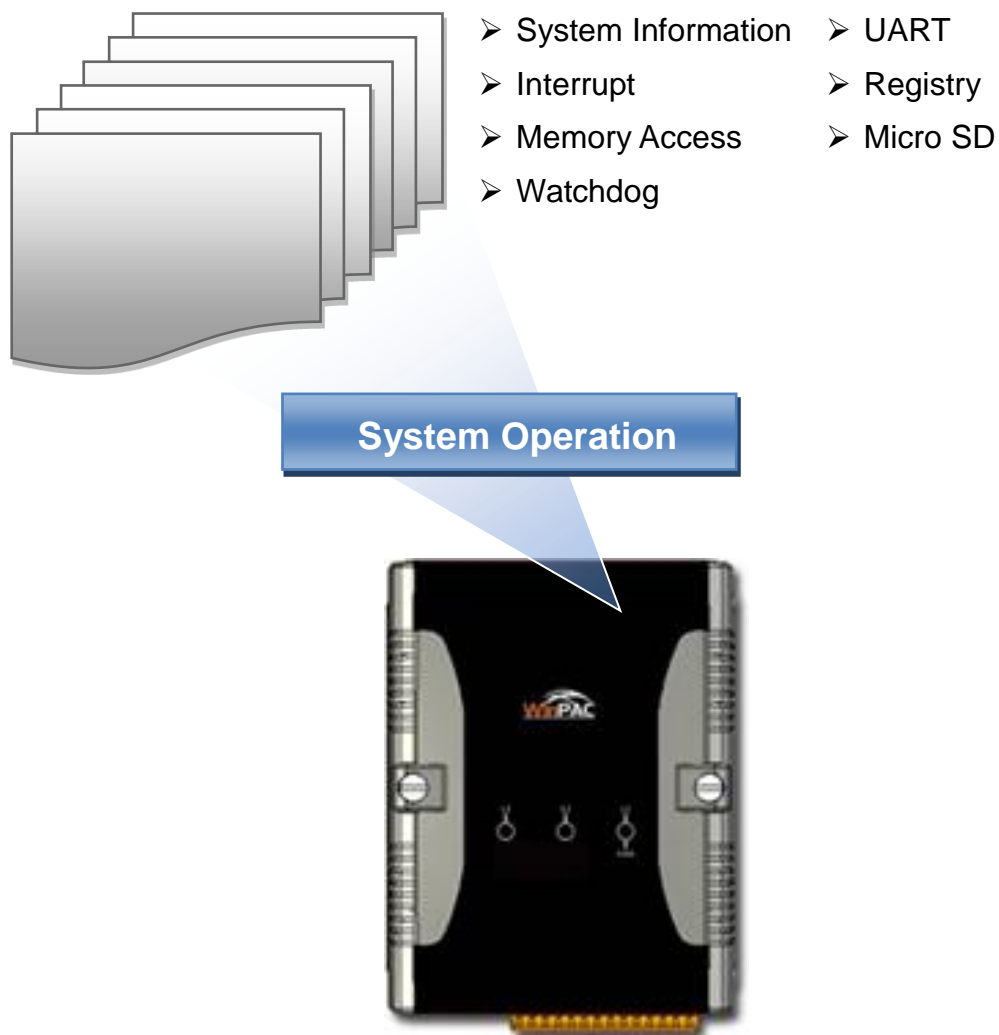 System Information
Interrupt
Memory Access
Watchdog
UART
Registry
Micro SD
System Operation
WinPAC